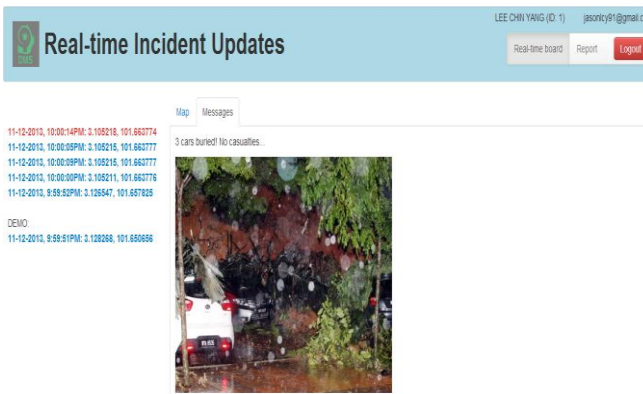 LEE CHIN YANG (ID: 1) jasonlcy91@gmail.c
DMS
Real-time Incident Updates
Real-time board Report Logout
Map Messages
11-12-2013, 10:00:14PM: 3.105218, 101.663774
11-12-2013, 10:00:05PM: 3.105215, 101.663777
11-12-2013, 10:00:09PM: 3.105215, 101.663777
11-12-2013, 10:00:00PM: 3.105211, 101.663776
11-12-2013, 9:59:52PM: 3.126547, 101.657825
DEMO:
11-12-2013, 9:59:51PM: 3.128268, 101.650656
3 cars buried! No casualties...